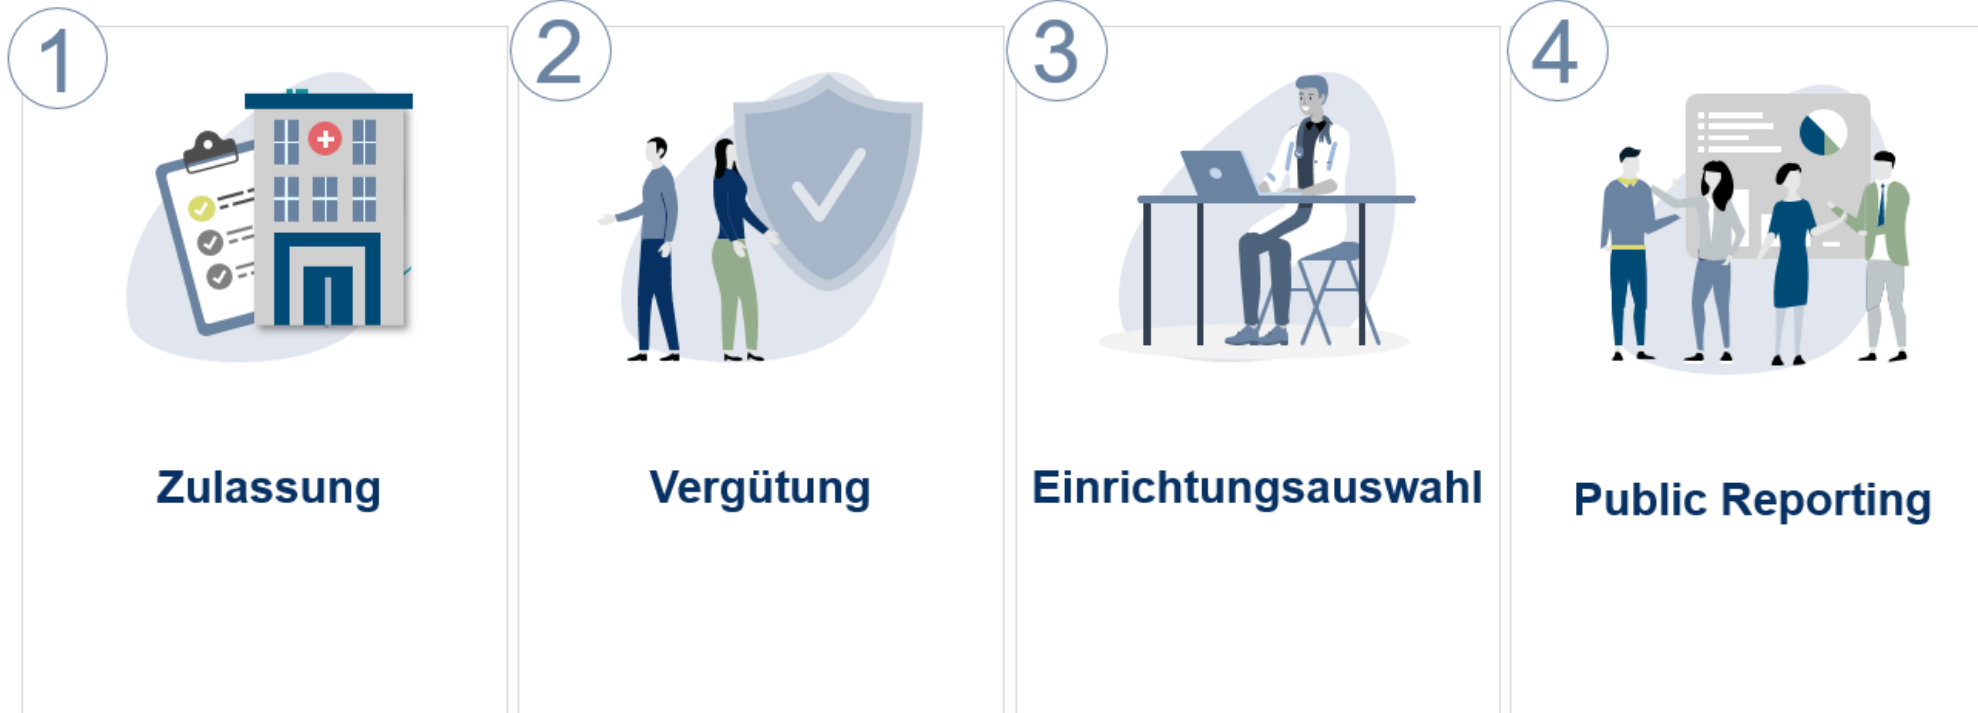 1
Zulassung
2
Vergütung
3
Einrichtungsauswahl
4
Public Reporting